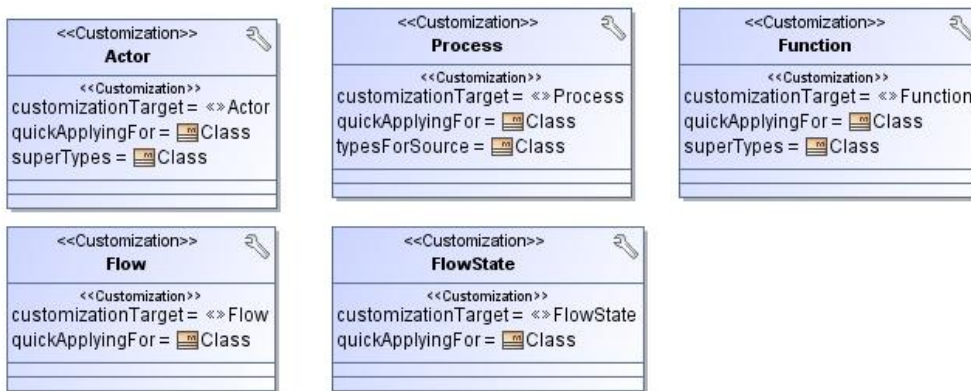 <<Customization>>
Actor
<<Customization>>
customizationTarget = «»Actor
quickApplyingFor = Class
superTypes = Class
<<Customization>>
Process
<<Customization>>
customizationTarget = «»Process
quickApplyingFor = Class
typesForSource = Class
<<Customization>>
Function
<<Customization>>
customizationTarget = «»Function
quickApplyingFor = Class
superTypes = Class
<<Customization>>
Flow
<<Customization>>
customizationTarget = «»Flow
quickApplyingFor = Class
<<Customization>>
FlowState
<<Customization>>
customizationTarget = «»FlowState
quickApplyingFor = Class